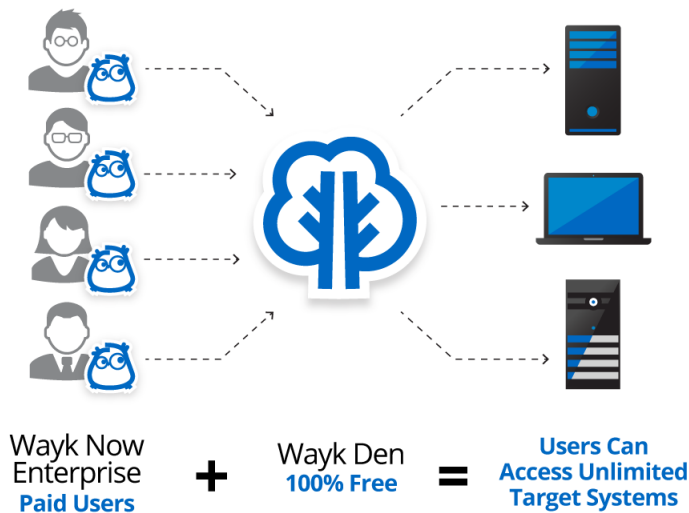 Wayk Now
Enterprise
Paid Users
+
Wayk Den
100% Free
=
Users Can
Access Unlimited
Target Systems